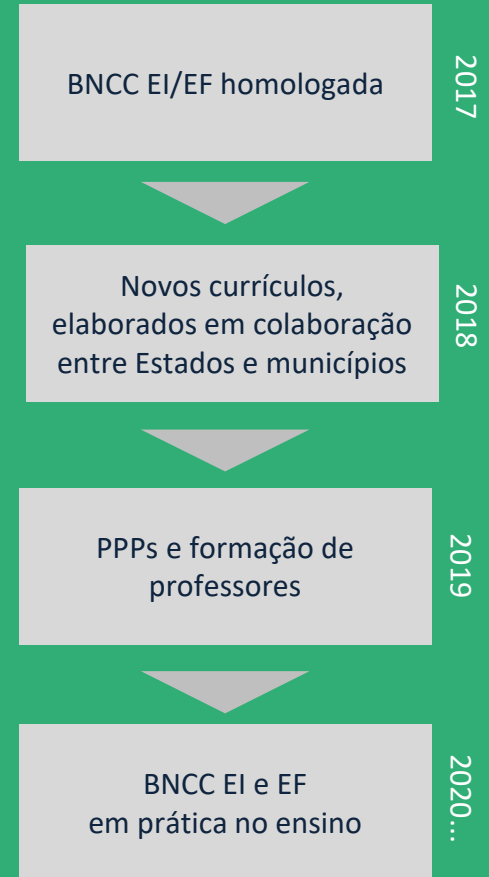 BNCC EI/EF homologada
2017
Novos currículos,
elaborados em colaboração
entre Estados e municípios
2018
PPPs e formação de
professores
2019
BNCC EI e EF
em prática no ensino
2020...